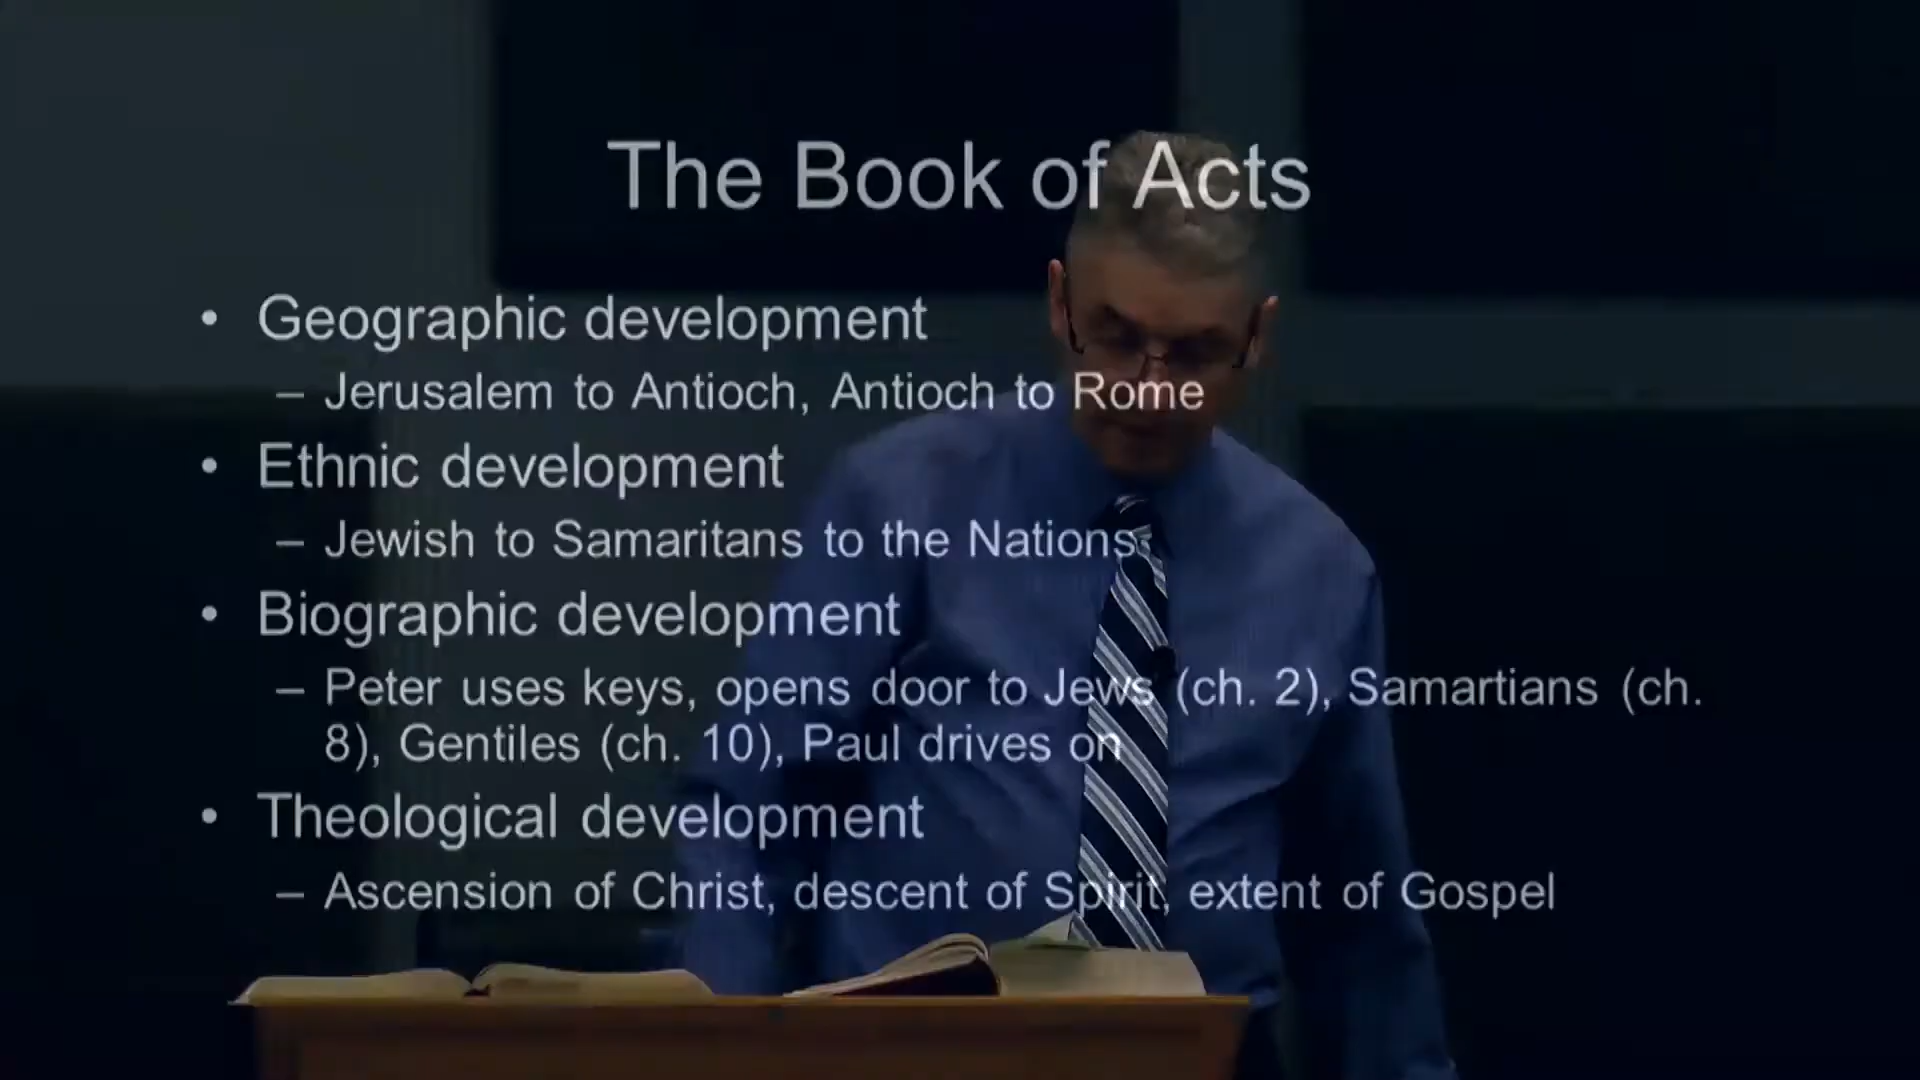 The Book of Acts
• Geographic development
– Jerusalem to Antioch, Antioch to Rome
• Ethnic development
– Jewish to Samaritans to the Nations
• Biographic development
– Peter uses keys, opens door to Jews (ch. 2), Samartians (ch.
8), Gentiles (ch. 10), Paul drives on
• Theological development
– Ascension of Christ, descent of Spirit, extent of Gospel